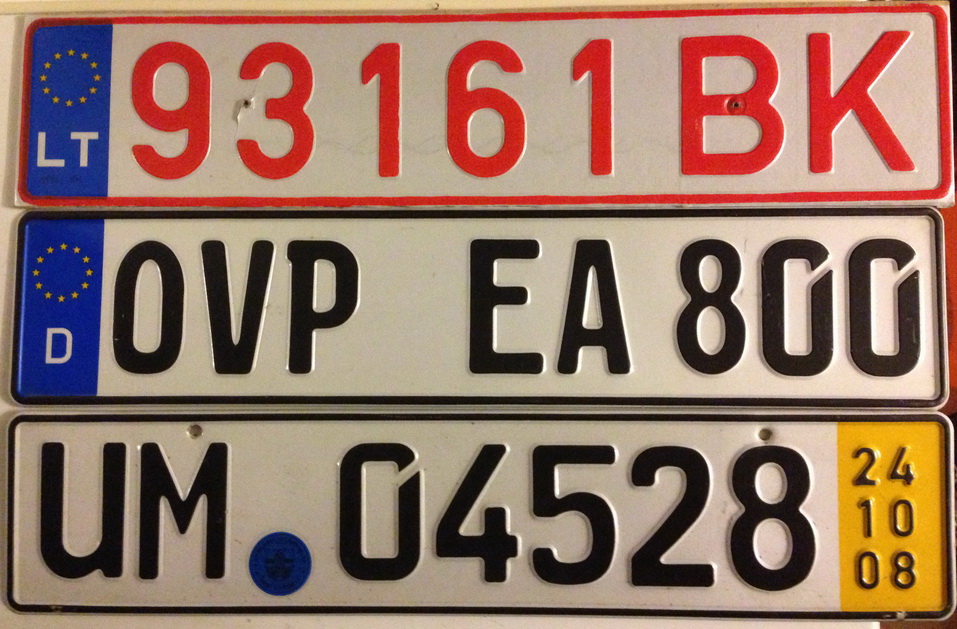 LT 93161 BK
D OVP EA 800
UM 04528 24
10
08